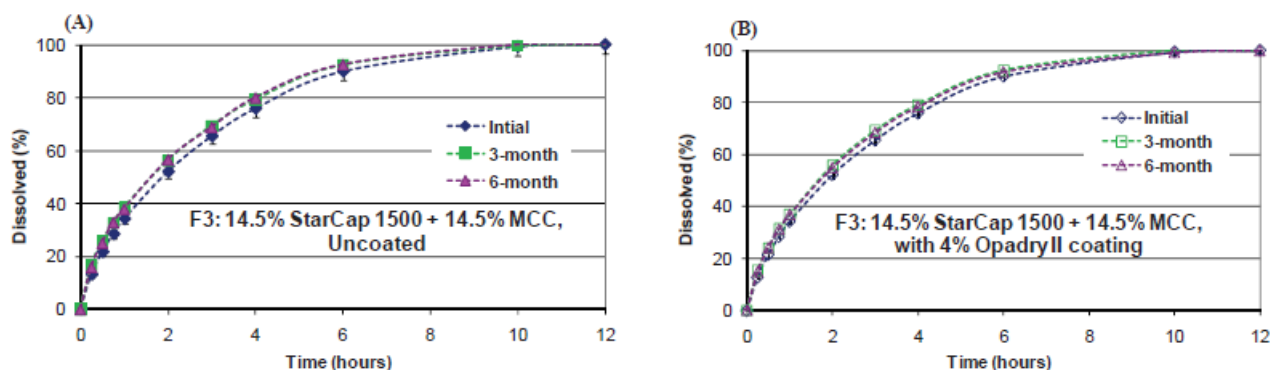 (A)
100
80
60
40
20
0
Dissolved (%)
Intial
3-month
6-month
F3: 14.5% StarCap 1500 + 14.5% MCC,
Uncoated
0 2 4 6 8 10 12
Time (hours)
(B)
100
80
60
40
20
0
Dissolved (%)
Initial
3-month
6-month
F3: 14.5% StarCap 1500 + 14.5% MCC,
with 4% Opadry II coating
0 2 4 6 8 10 12
Time (hours)